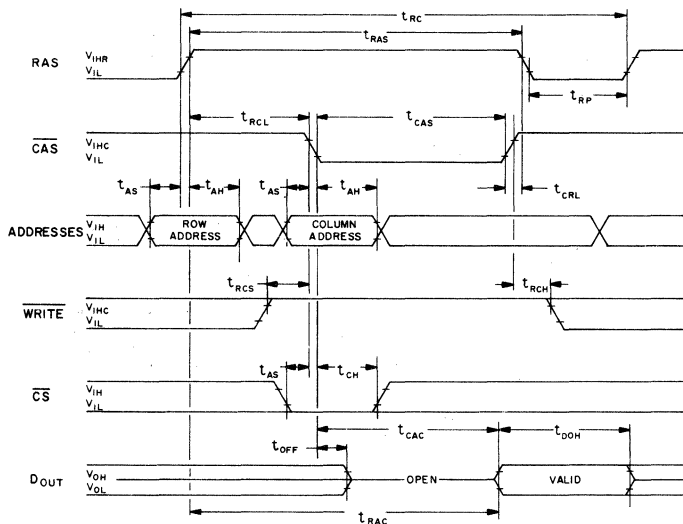 tRC
tRAS
RAS
VIHR
VIL
tRP
tRCL
tCAS
CAS
VIHC
VIL
tAS
tAH
tAS
tAH
tCRL
ADDRESSES
VIH
VIL
ROW
ADDRESS
COLUMN
ADDRESS
tRCS
tRCH
WRITE
VIHC
VIL
tAS
tCH
CS
VIH
VIL
tCAC
tDOH
tOFF
DOUT
VOH
VOL
OPEN
VALID
tRAC